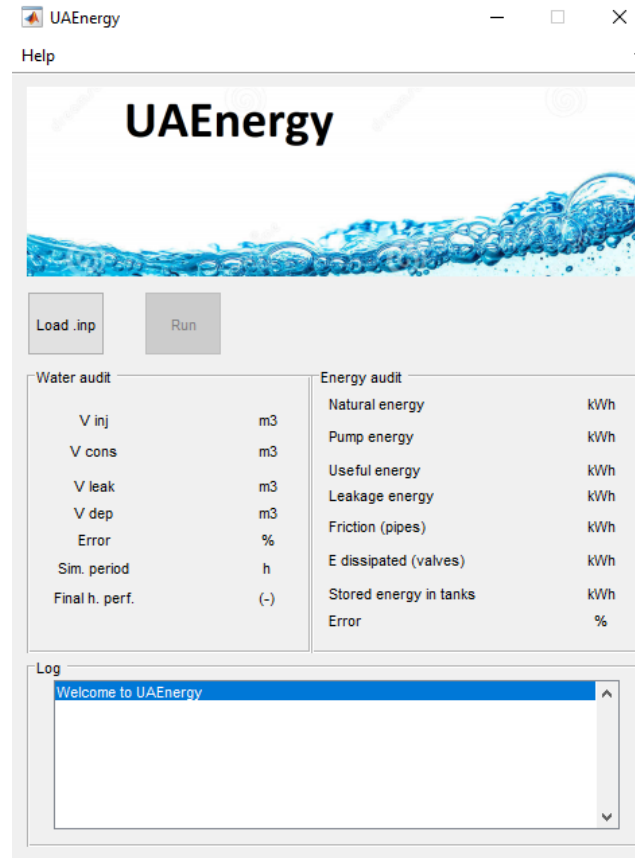 UAEnergy
Help
UAEnergy
Load .inp
Run
Water audit
V inj m3
V cons m3
V leak m3
V dep m3
Error %
Sim. period h
Final h. perf. (-)
Energy audit
Natural energy kWh
Pump energy kWh
Useful energy kWh
Leakage energy kWh
Friction (pipes) kWh
E dissipated (valves) kWh
Stored energy in tanks kWh
Error %
Log
Welcome to UAEnergy